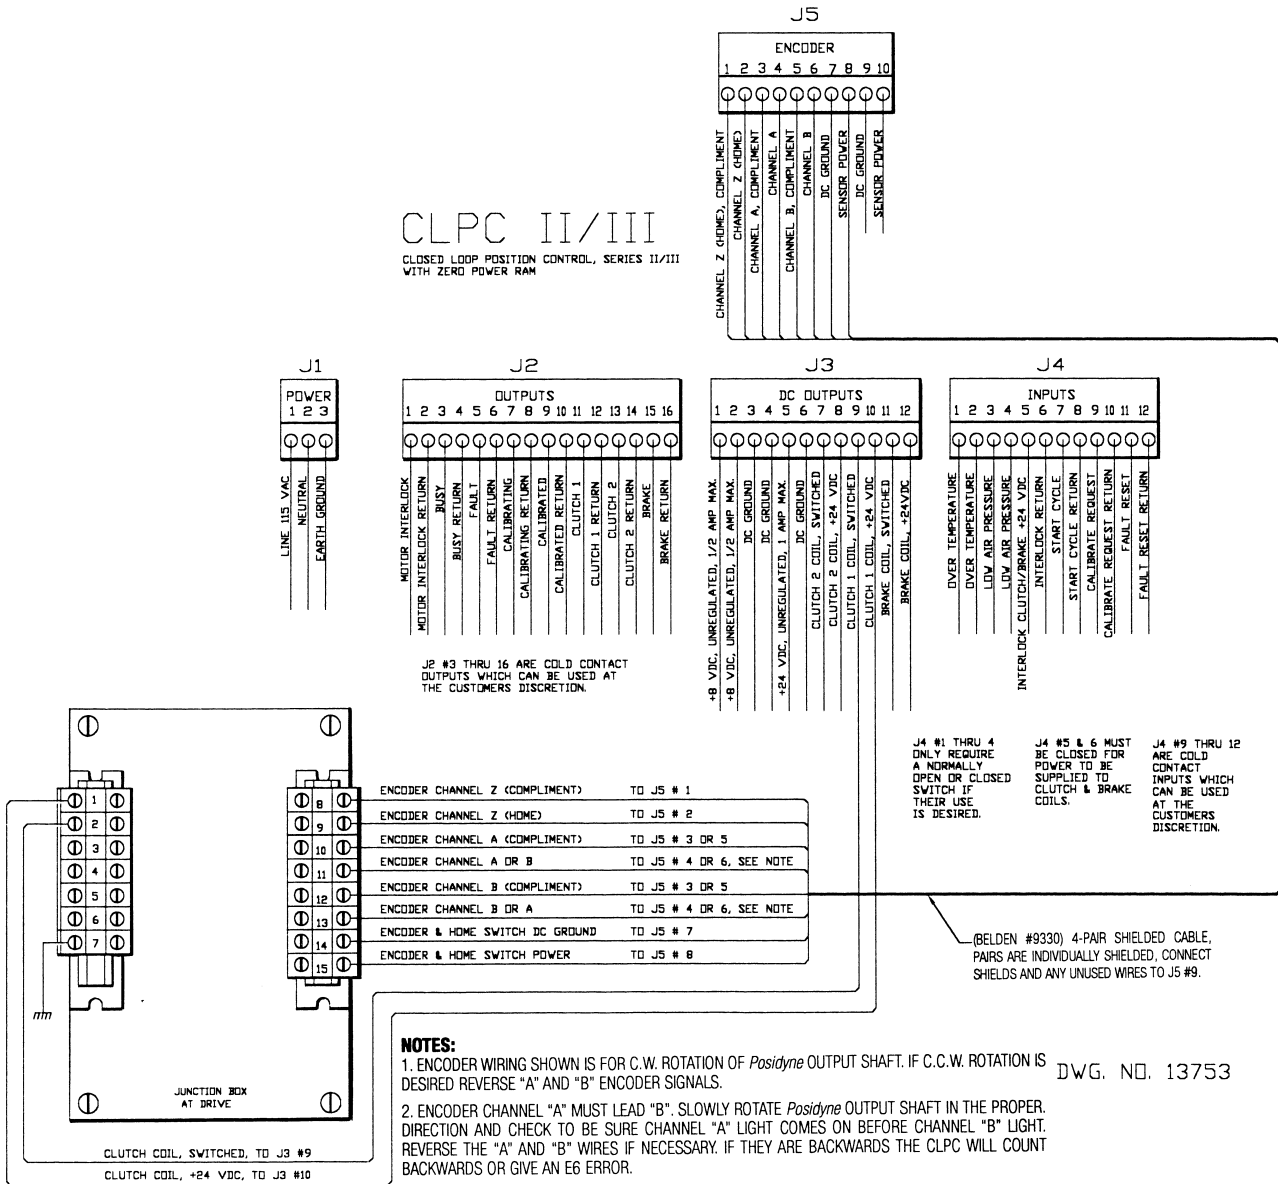 J5
ENCODER
1 2 3 4 5 6 7 8 9 10
CHANNEL Z (HOME), COMPLIMENT
CHANNEL Z (HOME)
CHANNEL A, COMPLIMENT
CHANNEL A
CHANNEL B, COMPLIMENT
CHANNEL B
DC GROUND
SENSOR POWER
DC GROUND
SENSOR POWER
CLPC II/III
CLOSED LOOP POSITION CONTROL, SERIES II/III
WITH ZERO POWER RAM
J1
POWER
1 2 3
LINE 115 VAC
NEUTRAL
EARTH GROUND
J2
OUTPUTS
1 2 3 4 5 6 7 8 9 10 11 12 13 14 15 16
MOTOR INTERLOCK
MOTOR INTERLOCK RETURN
BUSY
BUSY RETURN
FAULT
FAULT RETURN
CALIBRATING
CALIBRATING RETURN
CALIBRATED
CALIBRATED RETURN
CLUTCH 1
CLUTCH 1 RETURN
CLUTCH 2
CLUTCH 2 RETURN
BRAKE
BRAKE RETURN
J2 #3 THRU 16 ARE COLD CONTACT
OUTPUTS WHICH CAN BE USED AT
THE CUSTOMERS DISCRETION.
J3
DC OUTPUTS
1 2 3 4 5 6 7 8 9 10 11 12
+8 VDC, UNREGULATED, 1/2 AMP MAX.
+8 VDC, UNREGULATED, 1/2 AMP MAX.
DC GROUND
DC GROUND
+24 VDC, UNREGULATED, 1 AMP MAX.
DC GROUND
CLUTCH 2 COIL, SWITCHED
CLUTCH 2 COIL, +24 VDC
CLUTCH 1 COIL, SWITCHED
CLUTCH 1 COIL, +24 VDC
BRAKE COIL, SWITCHED
BRAKE COIL, +24VDC
J4
INPUTS
1 2 3 4 5 6 7 8 9 10 11 12
OVER TEMPERATURE
OVER TEMPERATURE
LOW AIR PRESSURE
LOW AIR PRESSURE
INTERLOCK CLUTCH/BRAKE +24 VDC
INTERLOCK RETURN
START CYCLE
START CYCLE RETURN
CALIBRATE REQUEST
CALIBRATE REQUEST RETURN
FAULT RESET
FAULT RESET RETURN
J4 #1 THRU 4
ONLY REQUIRE
A NORMALLY
OPEN OR CLOSED
SWITCH IF
THEIR USE
IS DESIRED.
J4 #5 & 6 MUST
BE CLOSED FOR
POWER TO BE
SUPPLIED TO
CLUTCH & BRAKE
COILS.
J4 #9 THRU 12
ARE COLD
CONTACT
INPUTS WHICH
CAN BE USED
AT THE
CUSTOMERS
DISCRETION.
1
2
3
4
5
6
7
8
9
10
11
12
13
14
15
ENCODER CHANNEL Z (COMPLIMENT) TO J5 # 1
ENCODER CHANNEL Z (HOME) TO J5 # 2
ENCODER CHANNEL A (COMPLIMENT) TO J5 # 3 OR 5
ENCODER CHANNEL A OR B TO J5 # 4 OR 6, SEE NOTE
ENCODER CHANNEL B (COMPLIMENT) TO J5 # 3 OR 5
ENCODER CHANNEL B OR A TO J5 # 4 OR 6, SEE NOTE
ENCODER & HOME SWITCH DC GROUND TO J5 # 7
ENCODER & HOME SWITCH POWER TO J5 # 8
(BELDEN #9330) 4-PAIR SHIELDED CABLE,
PAIRS ARE INDIVIDUALLY SHIELDED, CONNECT
SHIELDS AND ANY UNUSED WIRES TO J5 #9.
JUNCTION BOX
AT DRIVE
CLUTCH COIL, SWITCHED, TO J3 #9
CLUTCH COIL, +24 VDC, TO J3 #10
NOTES:
1. ENCODER WIRING SHOWN IS FOR C.W. ROTATION OF Posidyne OUTPUT SHAFT. IF C.C.W. ROTATION IS
DESIRED REVERSE "A" AND "B" ENCODER SIGNALS.
2. ENCODER CHANNEL "A" MUST LEAD "B". SLOWLY ROTATE Posidyne OUTPUT SHAFT IN THE PROPER.
DIRECTION AND CHECK TO BE SURE CHANNEL "A" LIGHT COMES ON BEFORE CHANNEL "B" LIGHT.
REVERSE THE "A" AND "B" WIRES IF NECESSARY. IF THEY ARE BACKWARDS THE CLPC WILL COUNT
BACKWARDS OR GIVE AN E6 ERROR.
DWG. NO. 13753